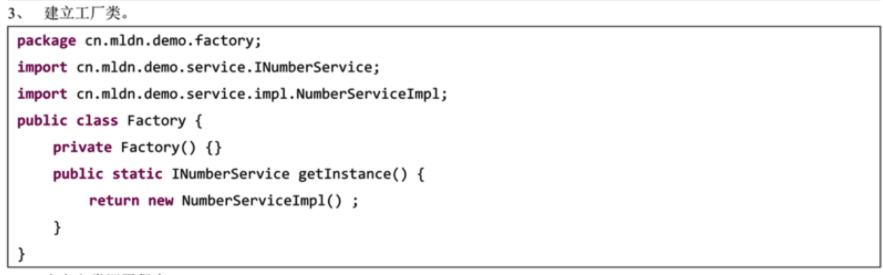 3、 建立工厂类。
package cn.mldn.demo.factory;
import cn.mldn.demo.service.INumberService;
import cn.mldn.demo.service.impl.NumberServiceImpl;
public class Factory {
    private Factory() {}
    public static INumberService getInstance() {
        return new NumberServiceImpl() ;
    }
}